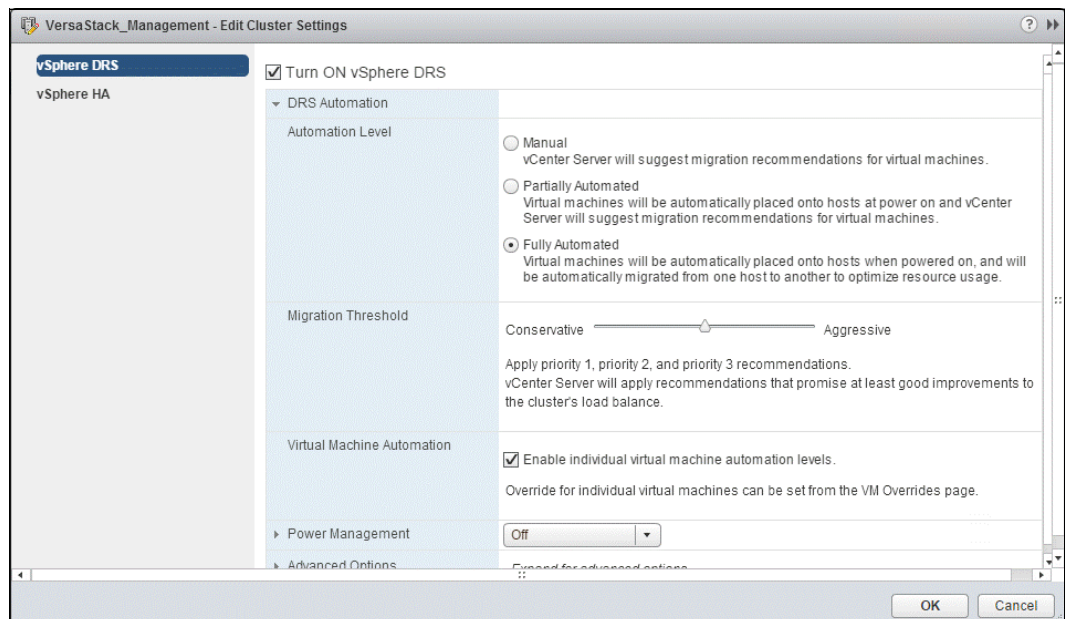 VersaStack_Management - Edit Cluster Settings
?
vSphere DRS
vSphere HA
Turn ON vSphere DRS
DRS Automation
Automation Level
Manual
vCenter Server will suggest migration recommendations for virtual machines.
Partially Automated
Virtual machines will be automatically placed onto hosts at power on and vCenter
Server will suggest migration recommendations for virtual machines.
Fully Automated
Virtual machines will be automatically placed onto hosts when powered on, and will
be automatically migrated from one host to another to optimize resource usage.
Migration Threshold
Conservative Aggressive
Apply priority 1, priority 2, and priority 3 recommendations.
vCenter Server will apply recommendations that promise at least good improvements to
the cluster's load balance.
Virtual Machine Automation
Enable individual virtual machine automation levels.
Override for individual virtual machines can be set from the VM Overrides page.
Power Management
Off
Advanced Options
Expand for advanced options
OK
Cancel